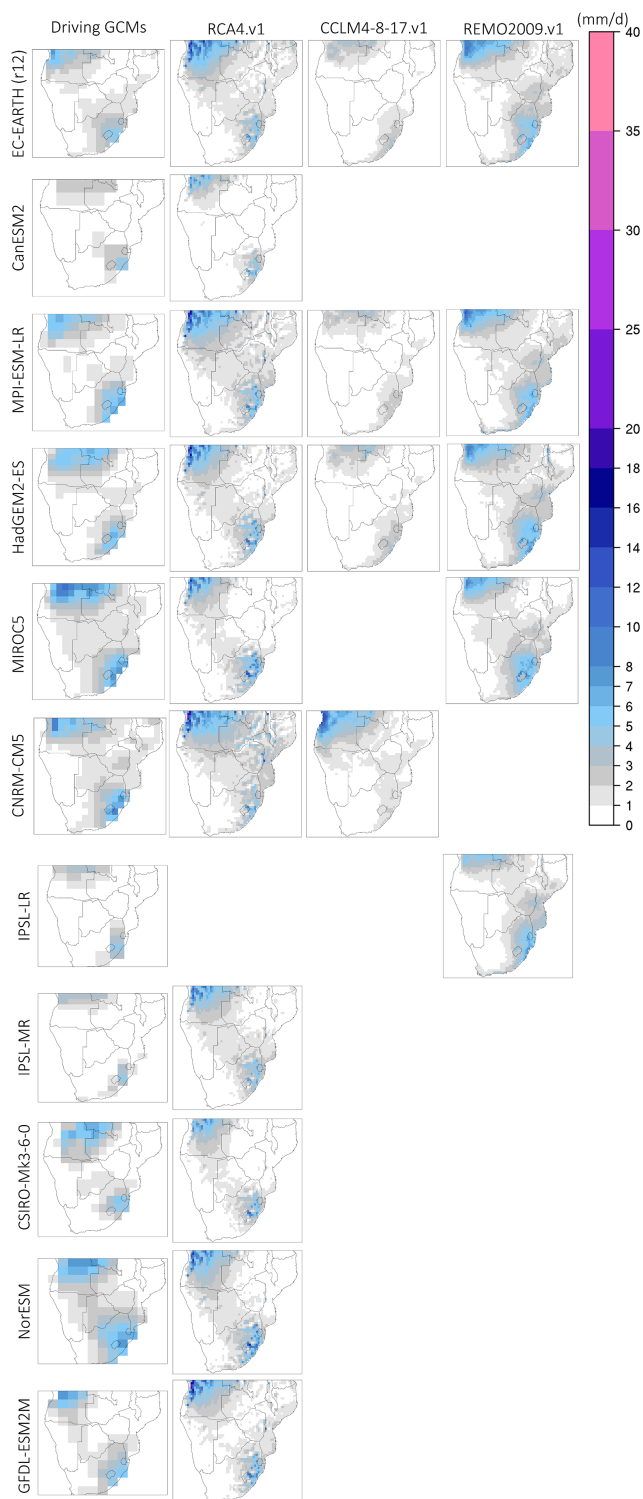 Driving GCMs RCA4.v1 CCLM4-8-17.v1 REMO2009.v1 (mm/d)
EC-EARTH (r12)
CanESM2
MPI-ESM-LR
HadGEM2-ES
MIROC5
CNRM-CM5
IPSL-LR
IPSL-MR
CSIRO-Mk3-6-0
NorESM
GFDL-ESM2M
40
35
30
25
20
18
16
14
12
10
8
7
6
5
4
3
2
1
0